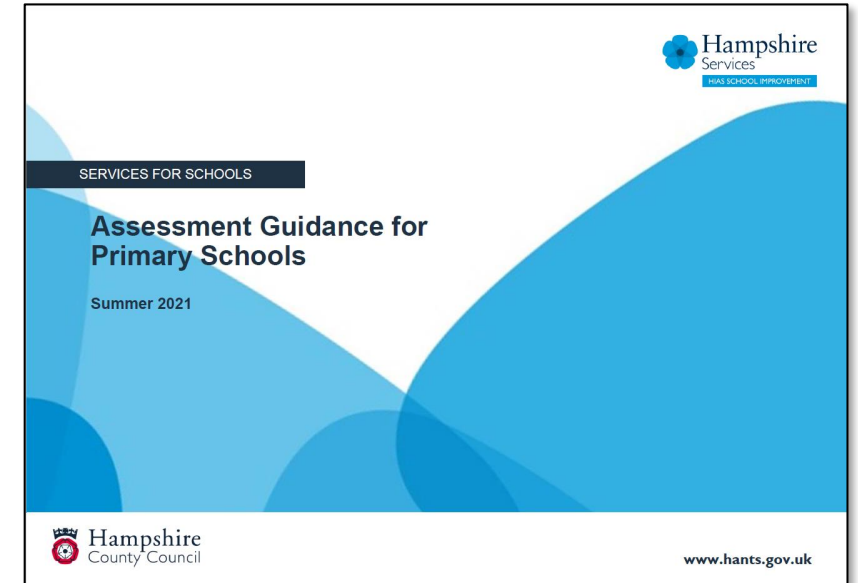 Hampshire
Services
HIAS SCHOOL IMPROVEMENT
SERVICES FOR SCHOOLS
Assessment Guidance for
Primary Schools
Summer 2021
Hampshire
County Council
www.hants.gov.uk